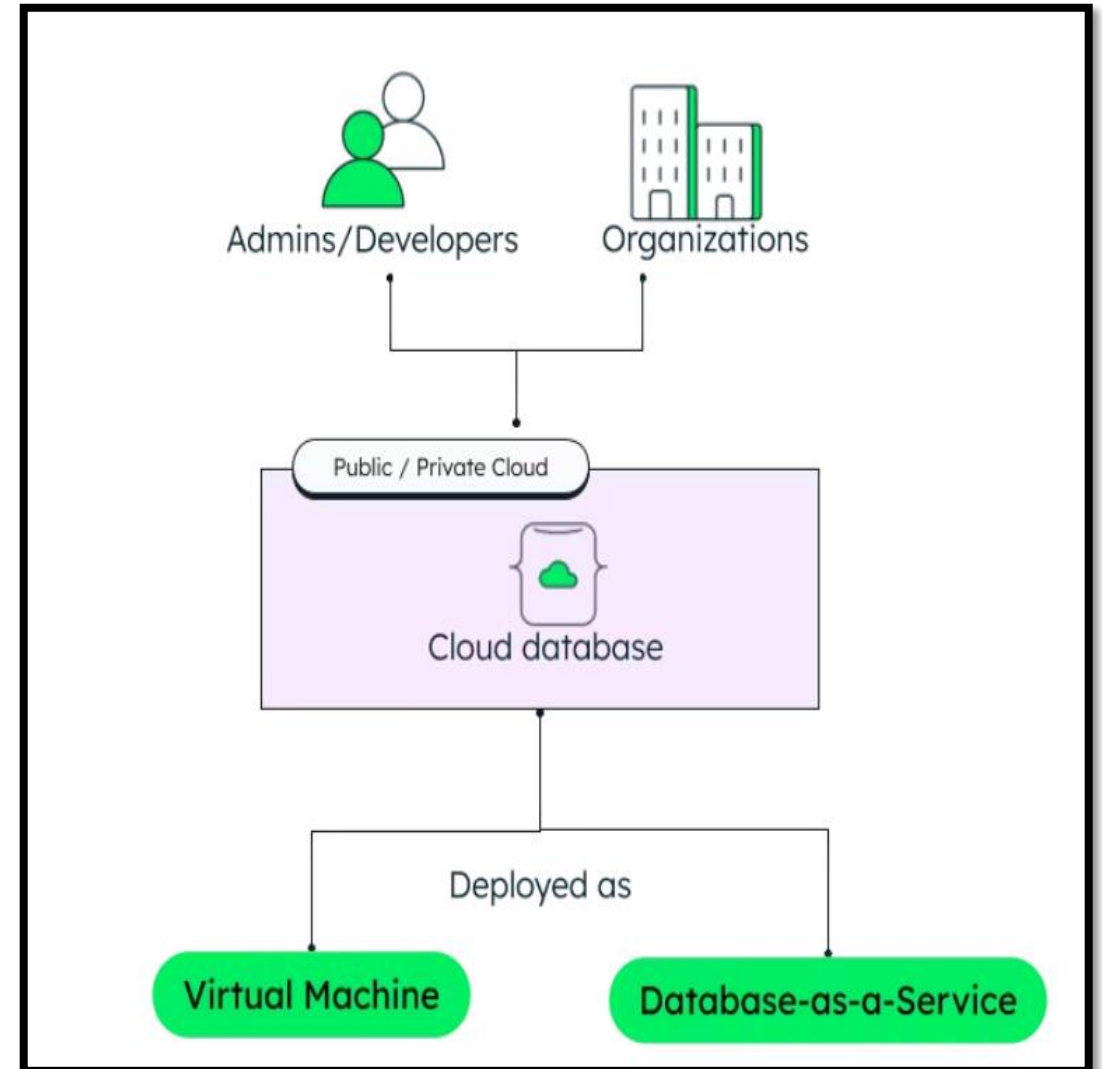 Admins/Developers
Organizations
Public / Private Cloud
Cloud database
Deployed as
Virtual Machine
Database-as-a-Service